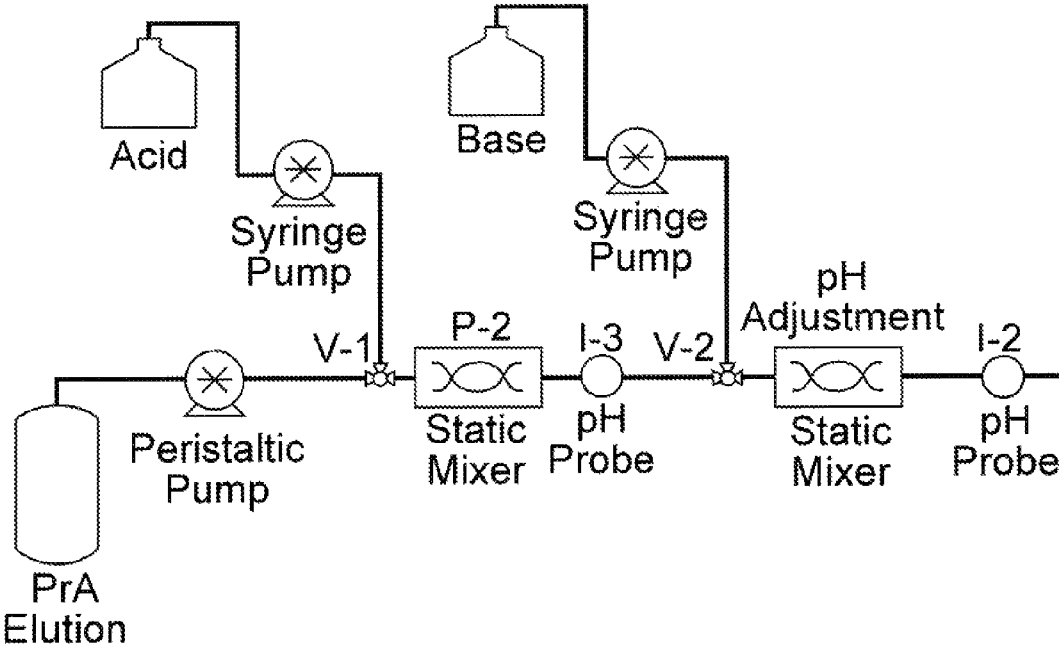 Acid
Base
Syringe
Pump
Syringe
Pump
pH
Adjustment
V-1
P-2
I-3
V-2
I-2
Peristaltic
Pump
Static
Mixer
pH
Probe
Static
Mixer
pH
Probe
PrA
Elution